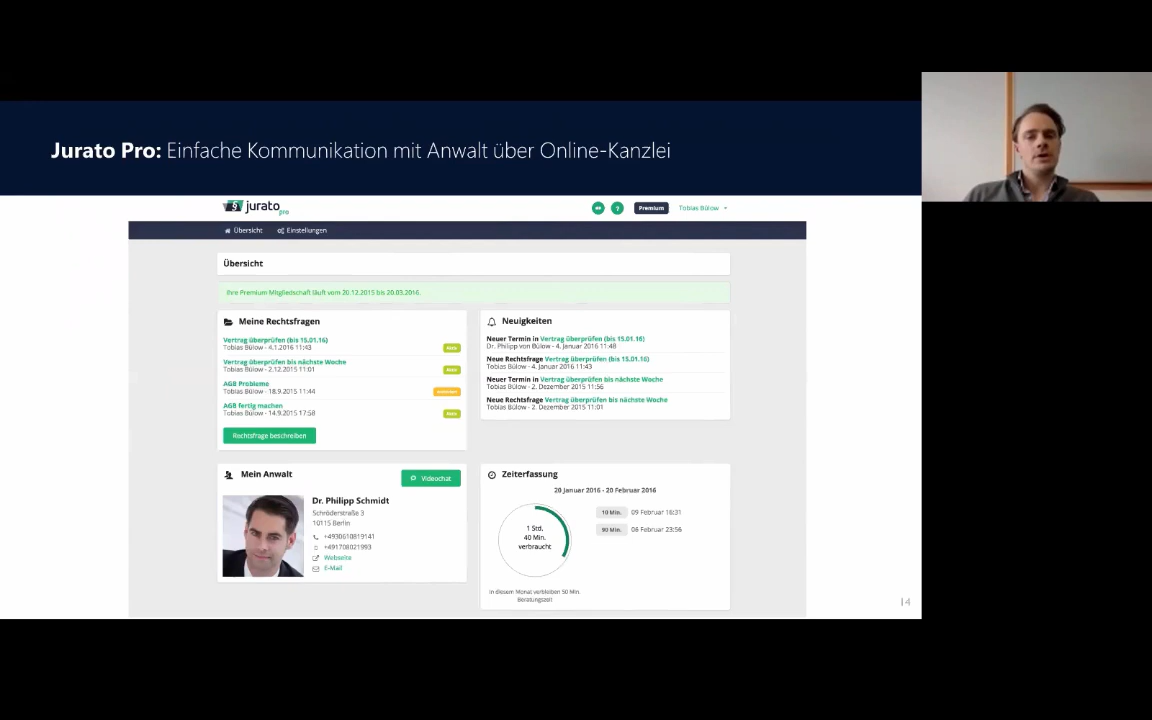 Jurato Pro: Einfache Kommunikation mit Anwalt über Online-Kanzlei
jurato
pro
?
Premium
Tobias Bülow
Übersicht
Einstellungen
Übersicht
Ihre Premium Mitgliedschaft läuft vom 20.12.2015 bis 20.03.2016.
Meine Rechtsfragen
Vertrag überprüfen (bis 15.01.16)
Tobias Bülow - 4.1.2016 11:43
Vertrag überprüfen bis nächste Woche
Tobias Bülow - 2.12.2015 11:01
AGB Probleme
Tobias Bülow - 18.9.2015 11:44
AGB fertig machen
Tobias Bülow - 14.9.2015 17:58
Rechtsfrage beschreiben
Neuigkeiten
Neuer Termin in Vertrag überprüfen (bis 15.01.16)
Dr. Philipp von Bülow - 4. Januar 2016 11:48
Neue Rechtsfrage Vertrag überprüfen (bis 15.01.16)
Tobias Bülow - 4. Januar 2016 11:43
Neuer Termin in Vertrag überprüfen bis nächste Woche
Tobias Bülow - 2. Dezember 2015 11:56
Neue Rechtsfrage Vertrag überprüfen bis nächste Woche
Tobias Bülow - 2. Dezember 2015 11:01
Mein Anwalt
Videochat
Dr. Philipp Schmidt
Schröderstraße 3
10115 Berlin
+4930610819141
+491708021993
Webseite
E-Mail
Zeiterfassung
20 Januar 2016 - 20 Februar 2016
1 Std.
40 Min.
verbraucht
10 Min. 09 Februar 16:31
90 Min. 06 Februar 23:56
In diesem Monat verbleiben 50 Min.
Beratungszeit
14